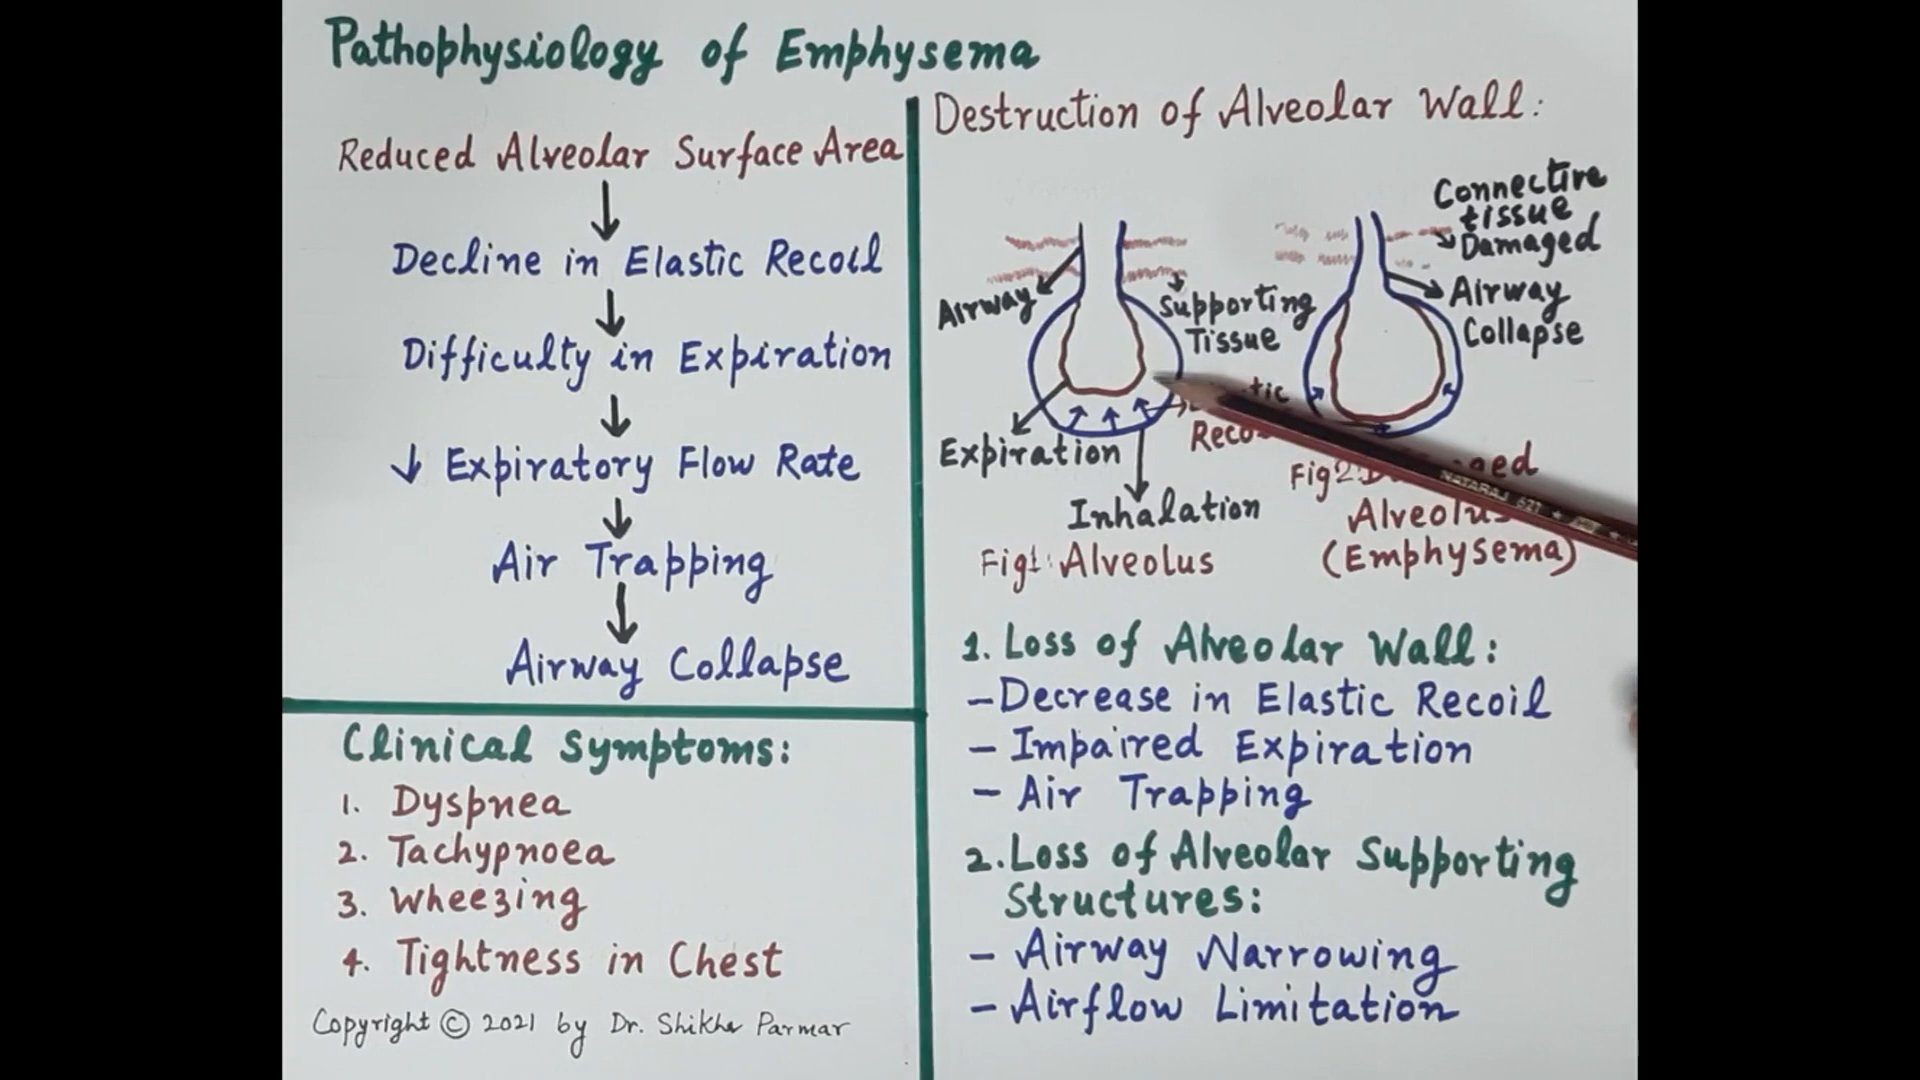 Pathophysiology of Emphysema
Reduced Alveolar Surface Area
Decline in Elastic Recoil
Difficulty in Expiration
↓ Expiratory Flow Rate
Air Trapping
Airway Collapse
Clinical Symptoms:
1. Dyspnea
2. Tachypnoea
3. Wheezing
4. Tightness in Chest
Copyright © 2021 by Dr. Shikha Parmar
Destruction of Alveolar Wall:
Airway
Supporting
Tissue
Expiration
Inhalation
Fig1: Alveolus
Connective
tissue
Damaged
Airway
Collapse
Fig2:
Alveolus
(Emphysema)
NATARAJ 621
1. Loss of Alveolar Wall:
- Decrease in Elastic Recoil
- Impaired Expiration
- Air Trapping
2. Loss of Alveolar Supporting
Structures:
- Airway Narrowing
- Airflow Limitation